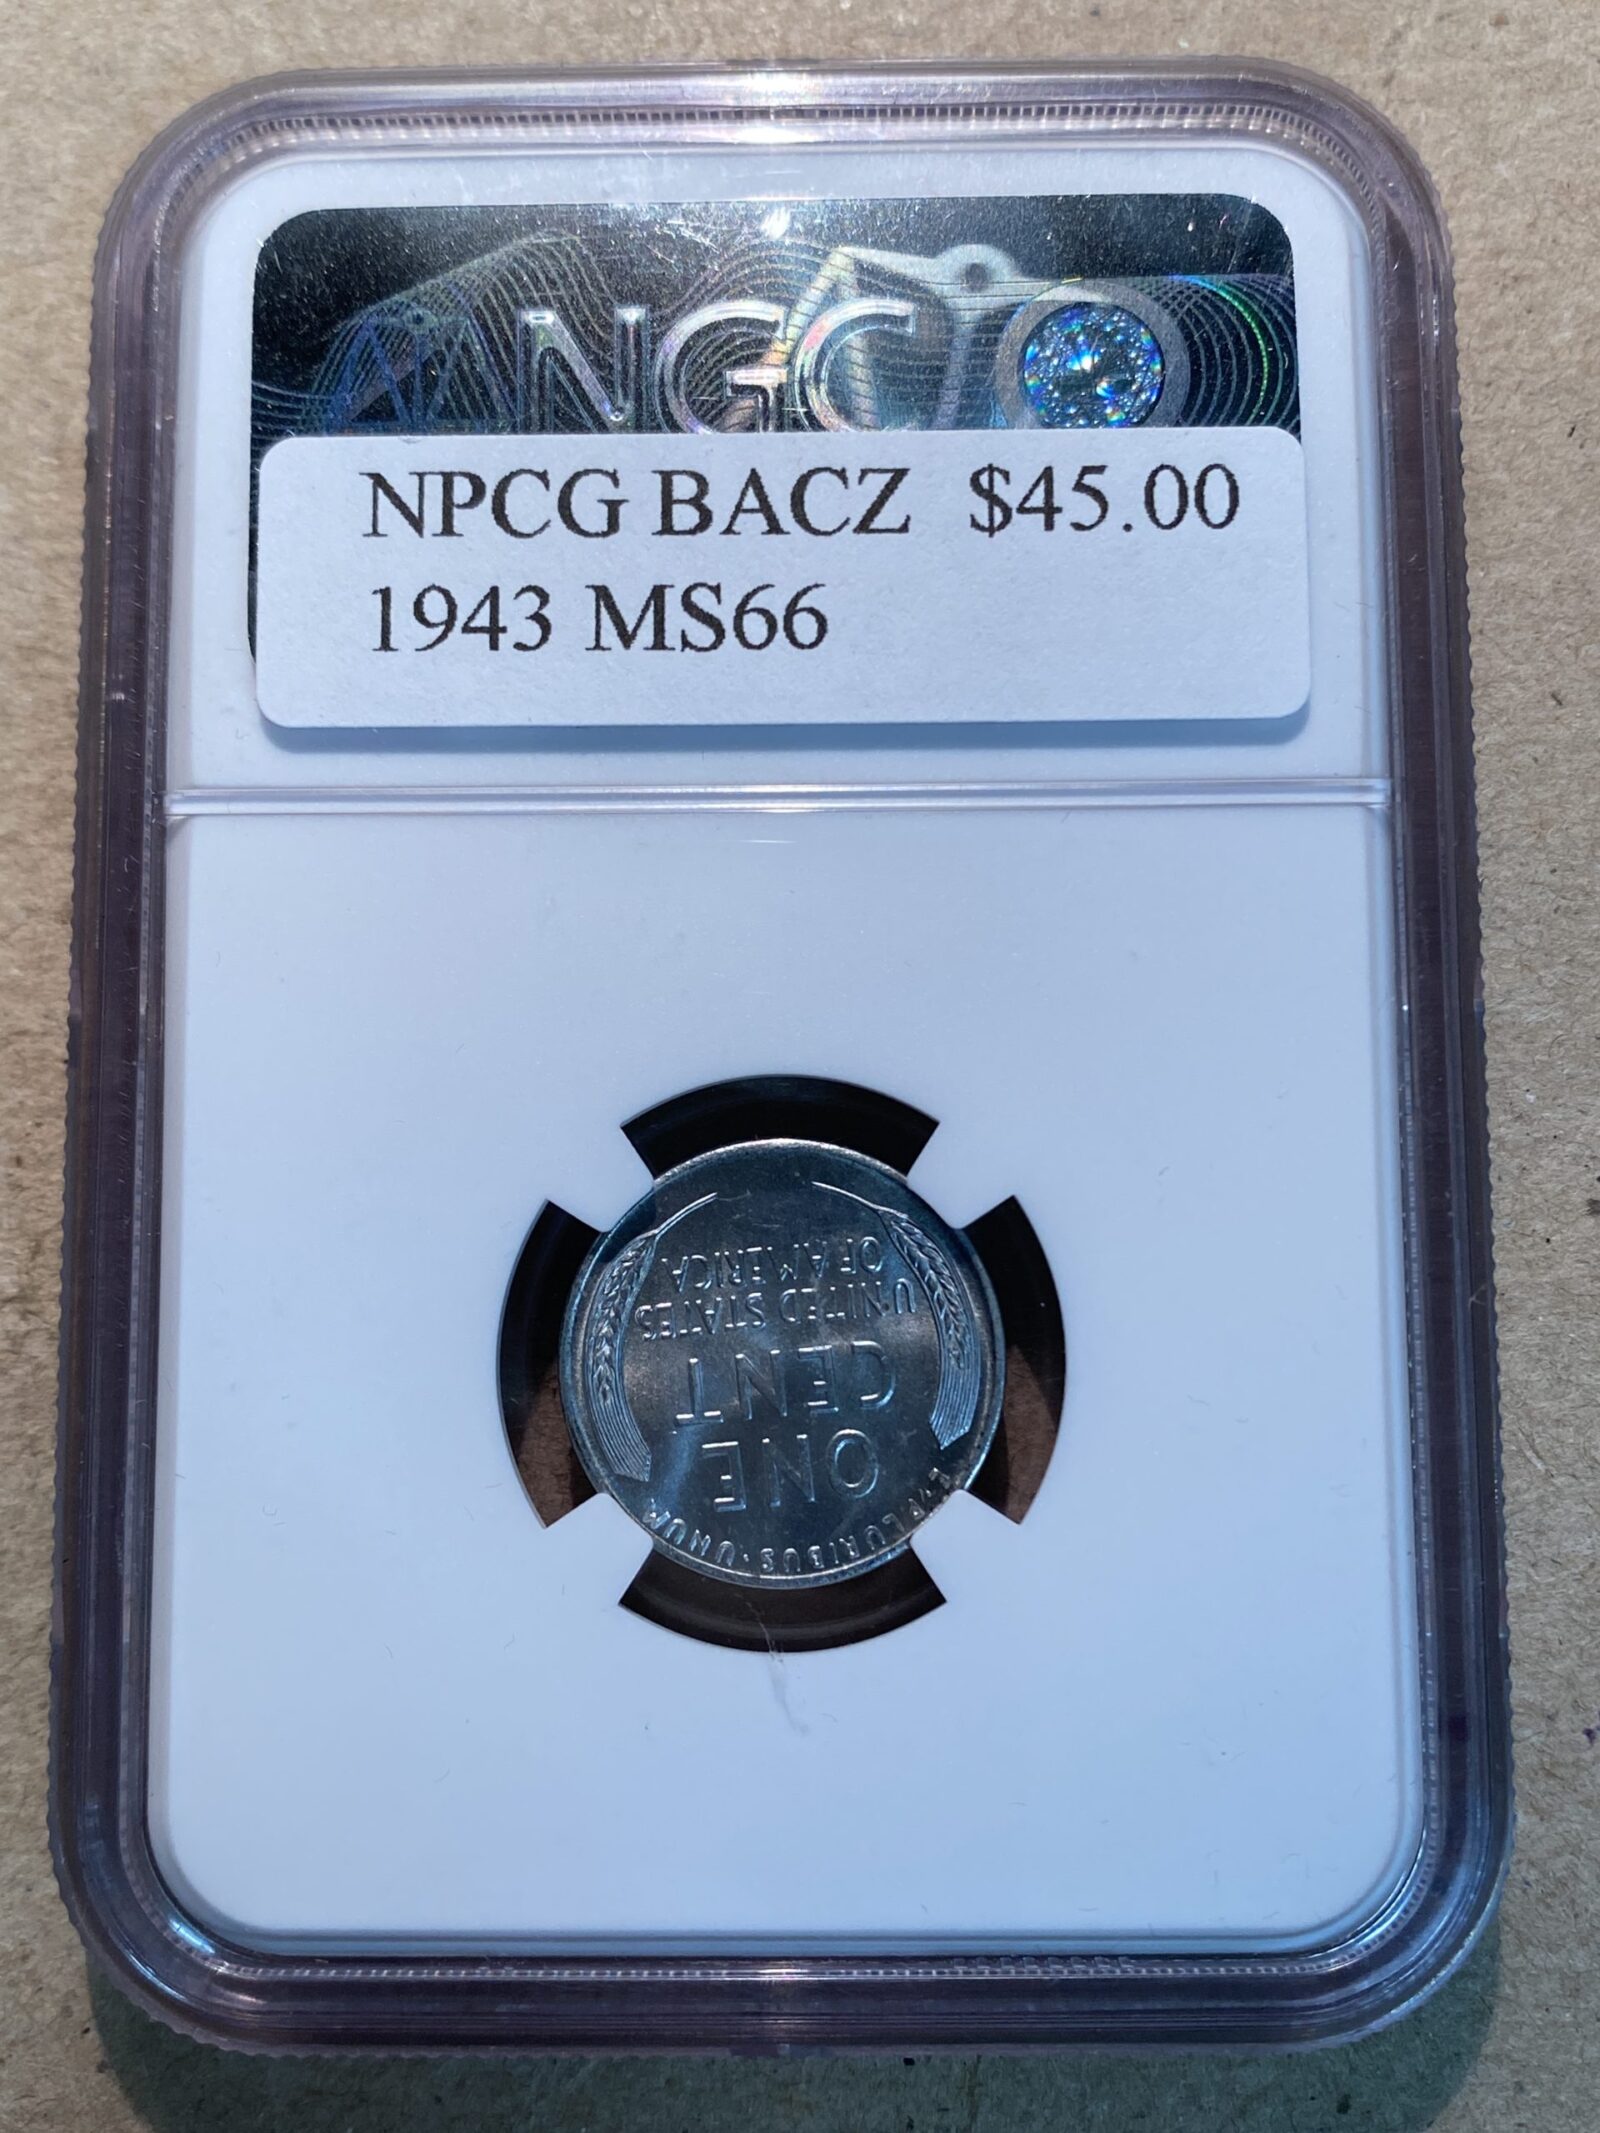 NGC
NPCG BACZ $45.00
1943 MS66
OF AMERICA
UNITED STATES
CENT
ONE
E · PLURIBUS · UNUM